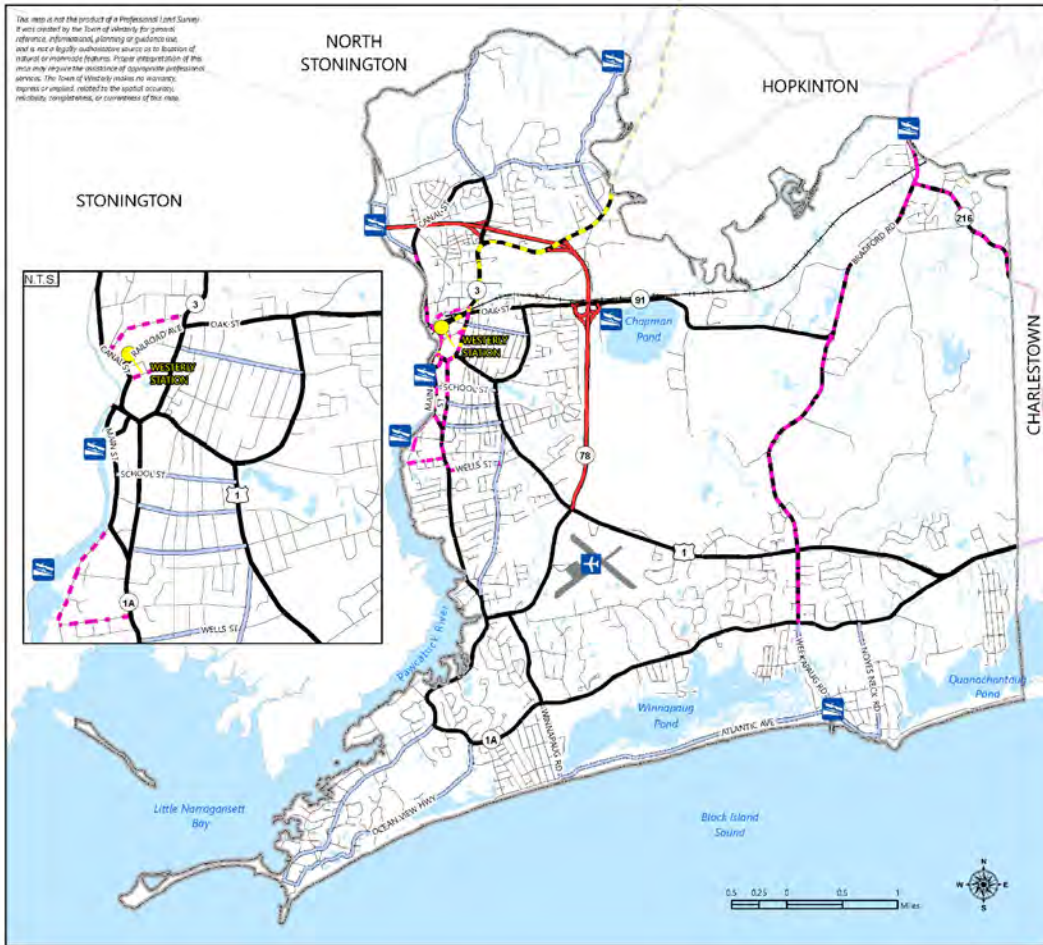 This map is not the product of a Professional Land Survey.
It was created by the Town of Westerly for general
reference, informational, planning or guidance use,
and is not a legally authoritative source as to location of
natural or manmade features. Proper interpretation of this
map may require the assistance of appropriate professional
services. The Town of Westerly makes no warranty,
express or implied, related to the spatial accuracy,
reliability, completeness, or currentness of this map.
NORTH
STONINGTON
HOPKINTON
STONINGTON
CHARLESTOWN
216
CANAL ST
BRADFORD RD
3
91
OAK ST
Chapman
Pond
WESTERLY
STATION
MAIN ST
SCHOOL ST
78
WELLS ST
1
Pawcatuck River
WEEKAPAUG RD
NOYES NECK RD
Quanochontaug
Pond
Winnapaug
Pond
1A
WINNAPAUG RD
ATLANTIC AVE
OCEAN VIEW HWY
Little Narragansett
Bay
Block Island
Sound
N.T.S.
3
RAILROAD AVE
OAK ST
CANAL ST
WESTERLY
STATION
MAIN ST
SCHOOL ST
1
1A
WELLS ST
0.5 0.25 0 0.5 1
Miles
N
W E
S